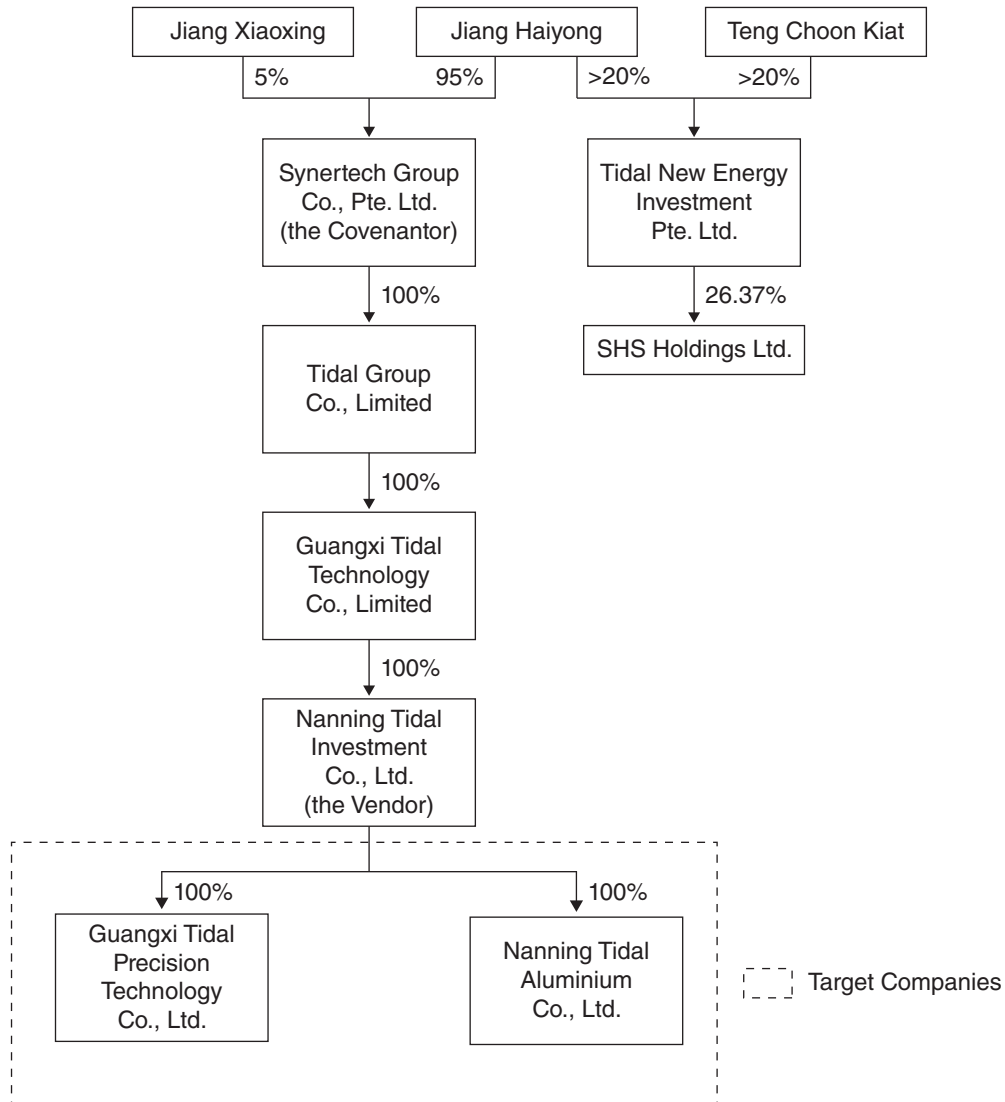 Jiang Xiaoxing
Jiang Haiyong
Teng Choon Kiat
5%
95%
>20%
>20%
Synertech Group
Co., Pte. Ltd.
(the Covenantor)
Tidal New Energy
Investment
Pte. Ltd.
100%
26.37%
SHS Holdings Ltd.
Tidal Group
Co., Limited
100%
Guangxi Tidal
Technology
Co., Limited
100%
Nanning Tidal
Investment
Co., Ltd.
(the Vendor)
100%
100%
Guangxi Tidal
Precision
Technology
Co., Ltd.
Nanning Tidal
Aluminium
Co., Ltd.
Target Companies